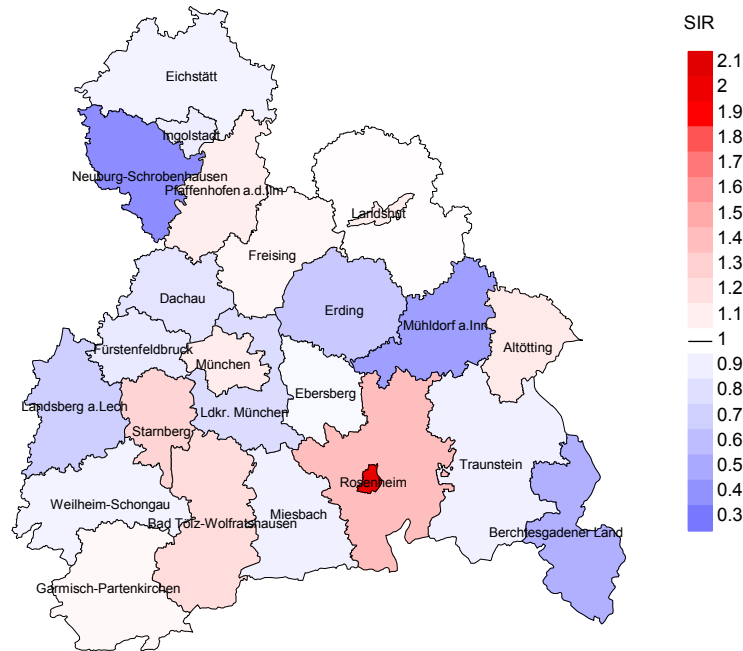 SIR
2.1
2
1.9
1.8
1.7
1.6
1.5
1.4
1.3
1.2
1.1
1
0.9
0.8
0.7
0.6
0.5
0.4
0.3
Eichstätt
Ingolstadt
Neuburg-Schrobenhausen
Pfaffenhofen a.d.Ilm
Landshut
Freising
Dachau
Erding
Mühldorf a.Inn
Altötting
Fürstenfeldbruck
München
Ebersberg
Landsberg a.Lech
Ldkr. München
Starnberg
Traunstein
Rosenheim
Weilheim-Schongau
Miesbach
Bad Tölz-Wolfratshausen
Berchtesgadener Land
Garmisch-Partenkirchen